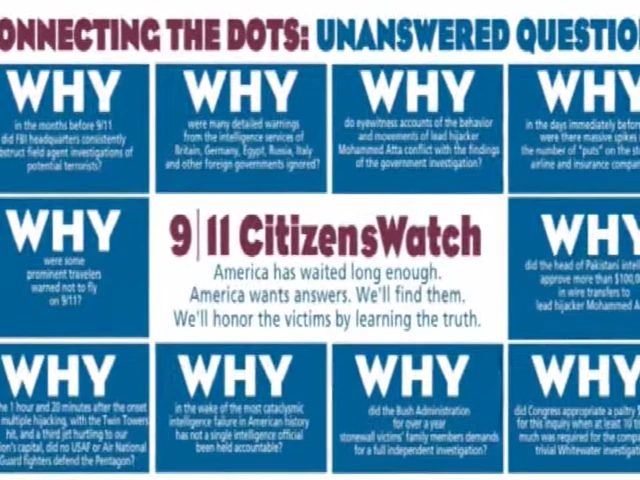 ONNECTING THE DOTS: UNANSWERED QUESTIO
WHY
in the months before 9/11
did FBI headquarters consistently
bstruct field agent investigations of
potential terrorists?
WHY
were many detailed warnings
from the intelligence services of
Britain, Germany, Egypt, Russia, Italy
and other foreign governments ignored?
WHY
do eyewitness accounts of the behavior
and movements of lead hijacker
Mohammed Atta conflict with the findings
of the government investigation?
WHY
in the days immediately before
were there massive spikes
the number of "puts" on the sto
airline and insurance compa
WHY
were some
prominent travelers
warned not to fly
on 9/11?
9|11 CitizensWatch
America has waited long enough.
America wants answers. We'll find them.
We'll honor the victims by learning the truth.
WHY
did the head of Pakistani intell
approve more than $100,0
in wire transfers to
lead hijacker Mohammed A
WHY
he 1 hour and 20 minutes after the onset
multiple hijacking, with the Twin Towers
hit, and a third jet hurtling to our
ion's capital, did no USAF or Air National
Guard fighters defend the Pentagon?
WHY
in the wake of the most cataclysmic
intelligence failure in American history
has not a single intelligence official
been held accountable?
WHY
did the Bush Administration
for over a year
stonewall victims' family members demands
for a full independent investigation?
WHY
did Congress appropriate a paltry
for this inquiry when at least 10 ti
much was required for the comp
trivial Whitewater investiga